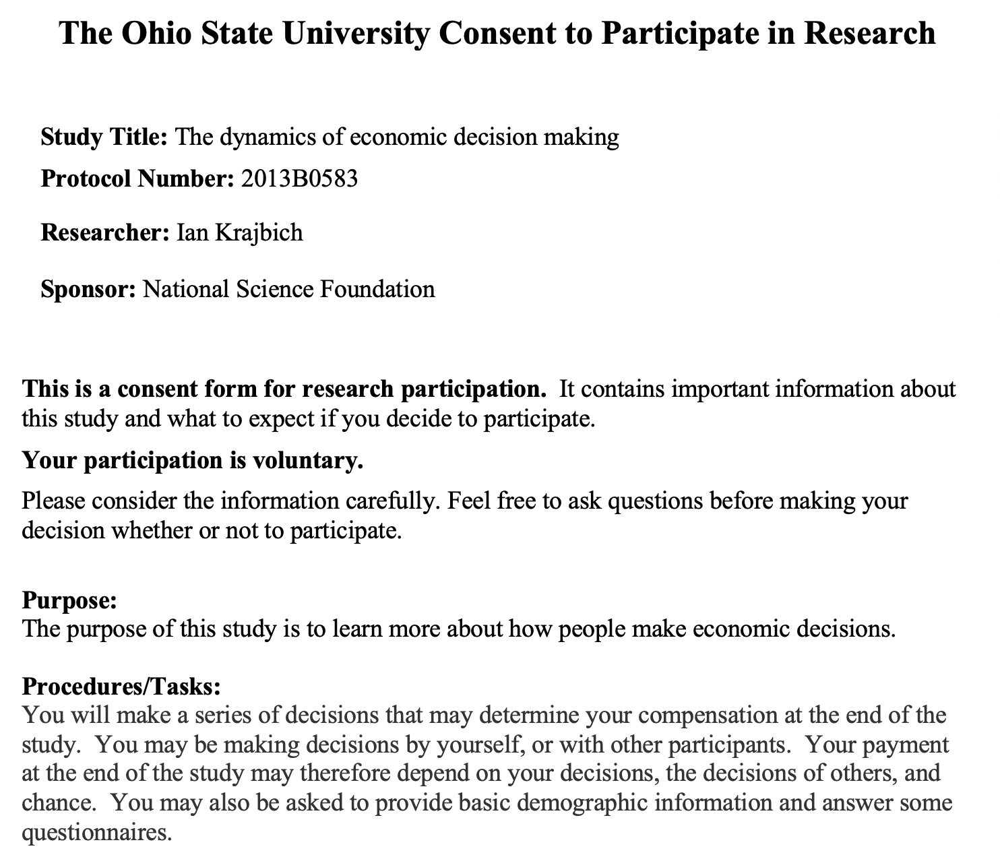 The Ohio State University Consent to Participate in Research
Study Title: The dynamics of economic decision making
Protocol Number: 2013B0583
Researcher: Ian Krajbich
Sponsor: National Science Foundation
This is a consent form for research participation.  It contains important information about
this study and what to expect if you decide to participate.
Your participation is voluntary.
Please consider the information carefully. Feel free to ask questions before making your
decision whether or not to participate.
Purpose:
The purpose of this study is to learn more about how people make economic decisions.
Procedures/Tasks:
You will make a series of decisions that may determine your compensation at the end of the
study.  You may be making decisions by yourself, or with other participants.  Your payment
at the end of the study may therefore depend on your decisions, the decisions of others, and
chance.  You may also be asked to provide basic demographic information and answer some
questionnaires.